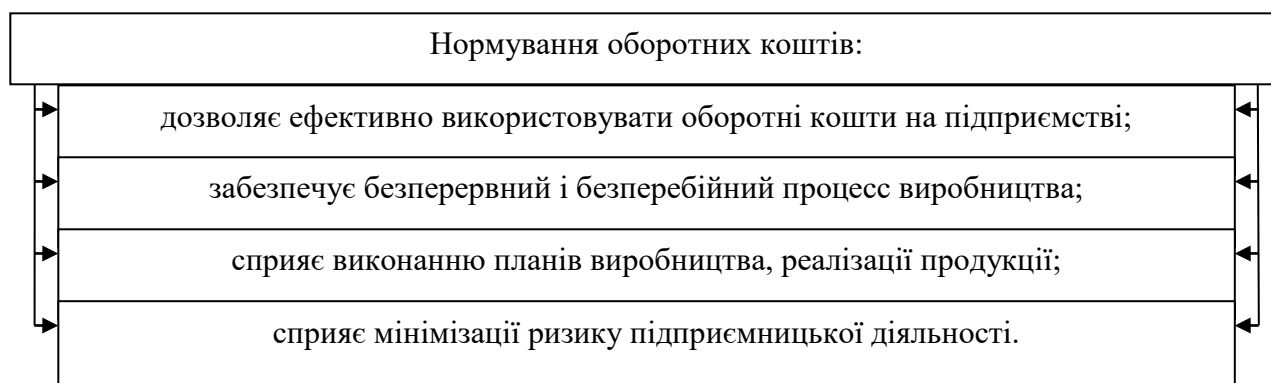 Нормування оборотних коштів:
дозволяє ефективно використовувати оборотні кошти на підприємстві;
забезпечує безперервний і безперебійний процесс виробництва;
сприяє виконанню планів виробництва, реалізації продукції;
сприяє мінімізації ризику підприємницької діяльності.